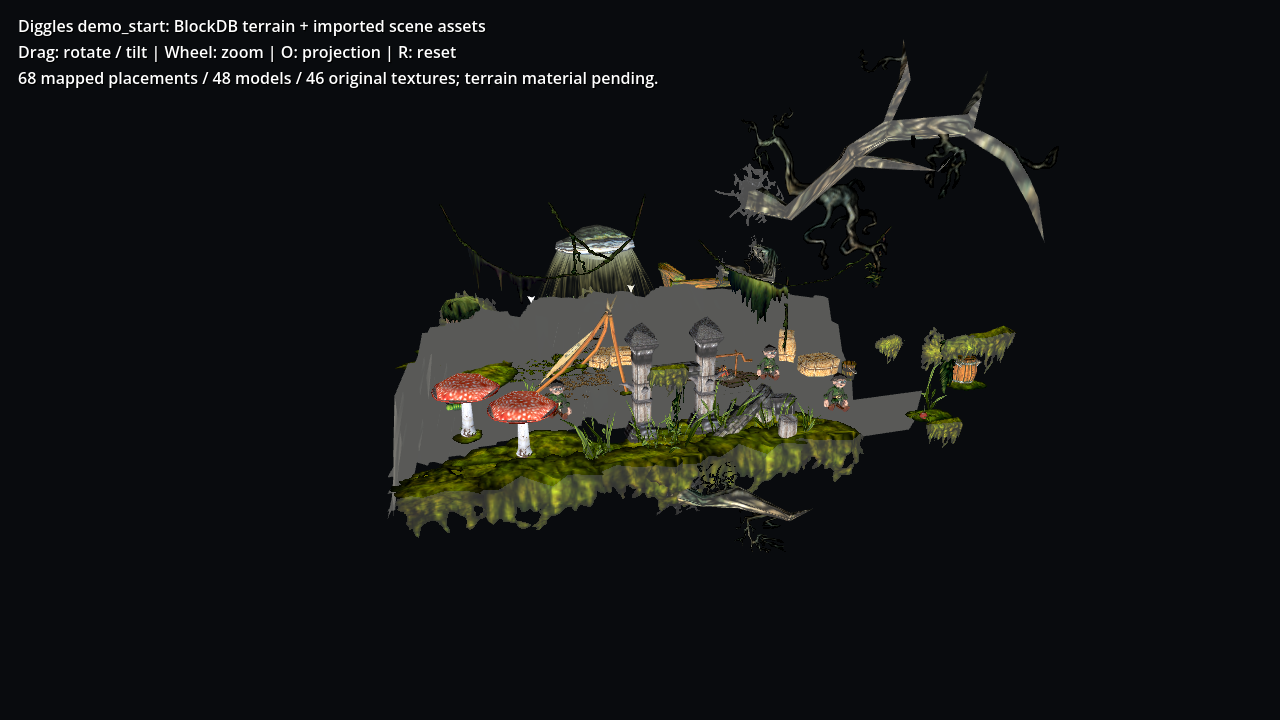 Diggles demo_start: BlockDB terrain + imported scene assets
Drag: rotate / tilt | Wheel: zoom | O: projection | R: reset
68 mapped placements / 48 models / 46 original textures; terrain material pending.